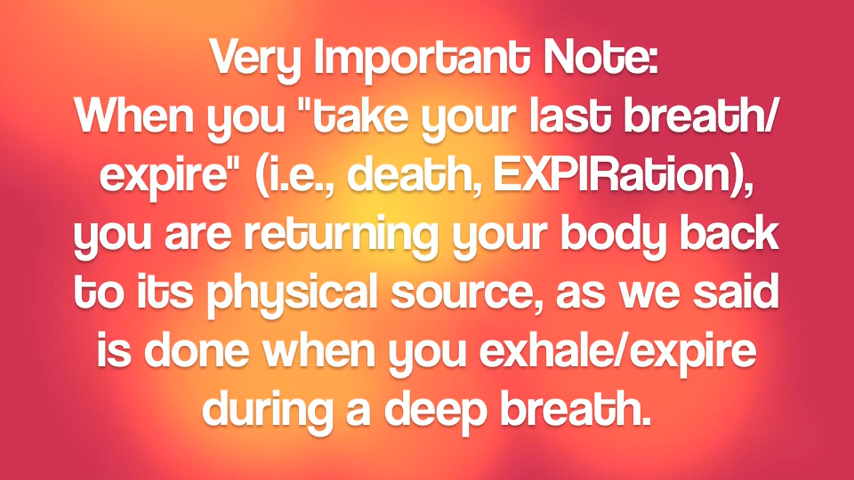 Very Important Note:
When you "take your last breath/
expire" (i.e., death, EXPIRation),
you are returning your body back
to its physical source, as we said
is done when you exhale/expire
during a deep breath.